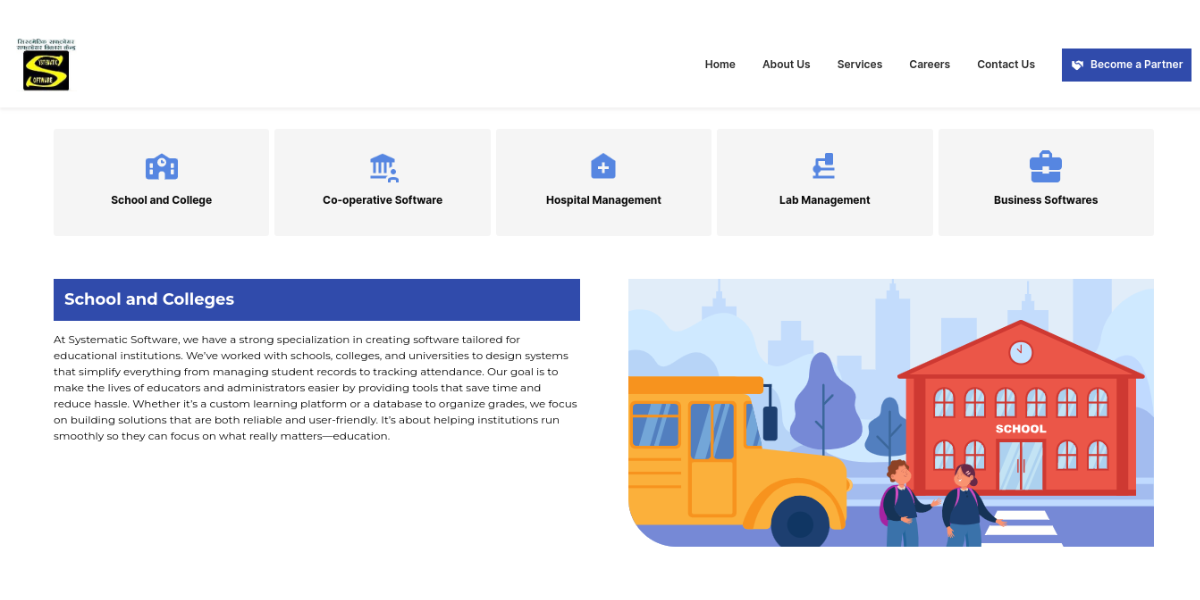 सिस्टमेटिक सफ्टवेयर
SYSTEMATIC
SOFTWARE
Home
About Us
Services
Careers
Contact Us
Become a Partner
School and College
Co-operative Software
Hospital Management
Lab Management
Business Softwares
School and Colleges
At Systematic Software, we have a strong specialization in creating software tailored for
educational institutions. We've worked with schools, colleges, and universities to design systems
that simplify everything from managing student records to tracking attendance. Our goal is to
make the lives of educators and administrators easier by providing tools that save time and
reduce hassle. Whether it's a custom learning platform or a database to organize grades, we focus
on building solutions that are both reliable and user-friendly. It's about helping institutions run
smoothly so they can focus on what really matters—education.
SCHOOL